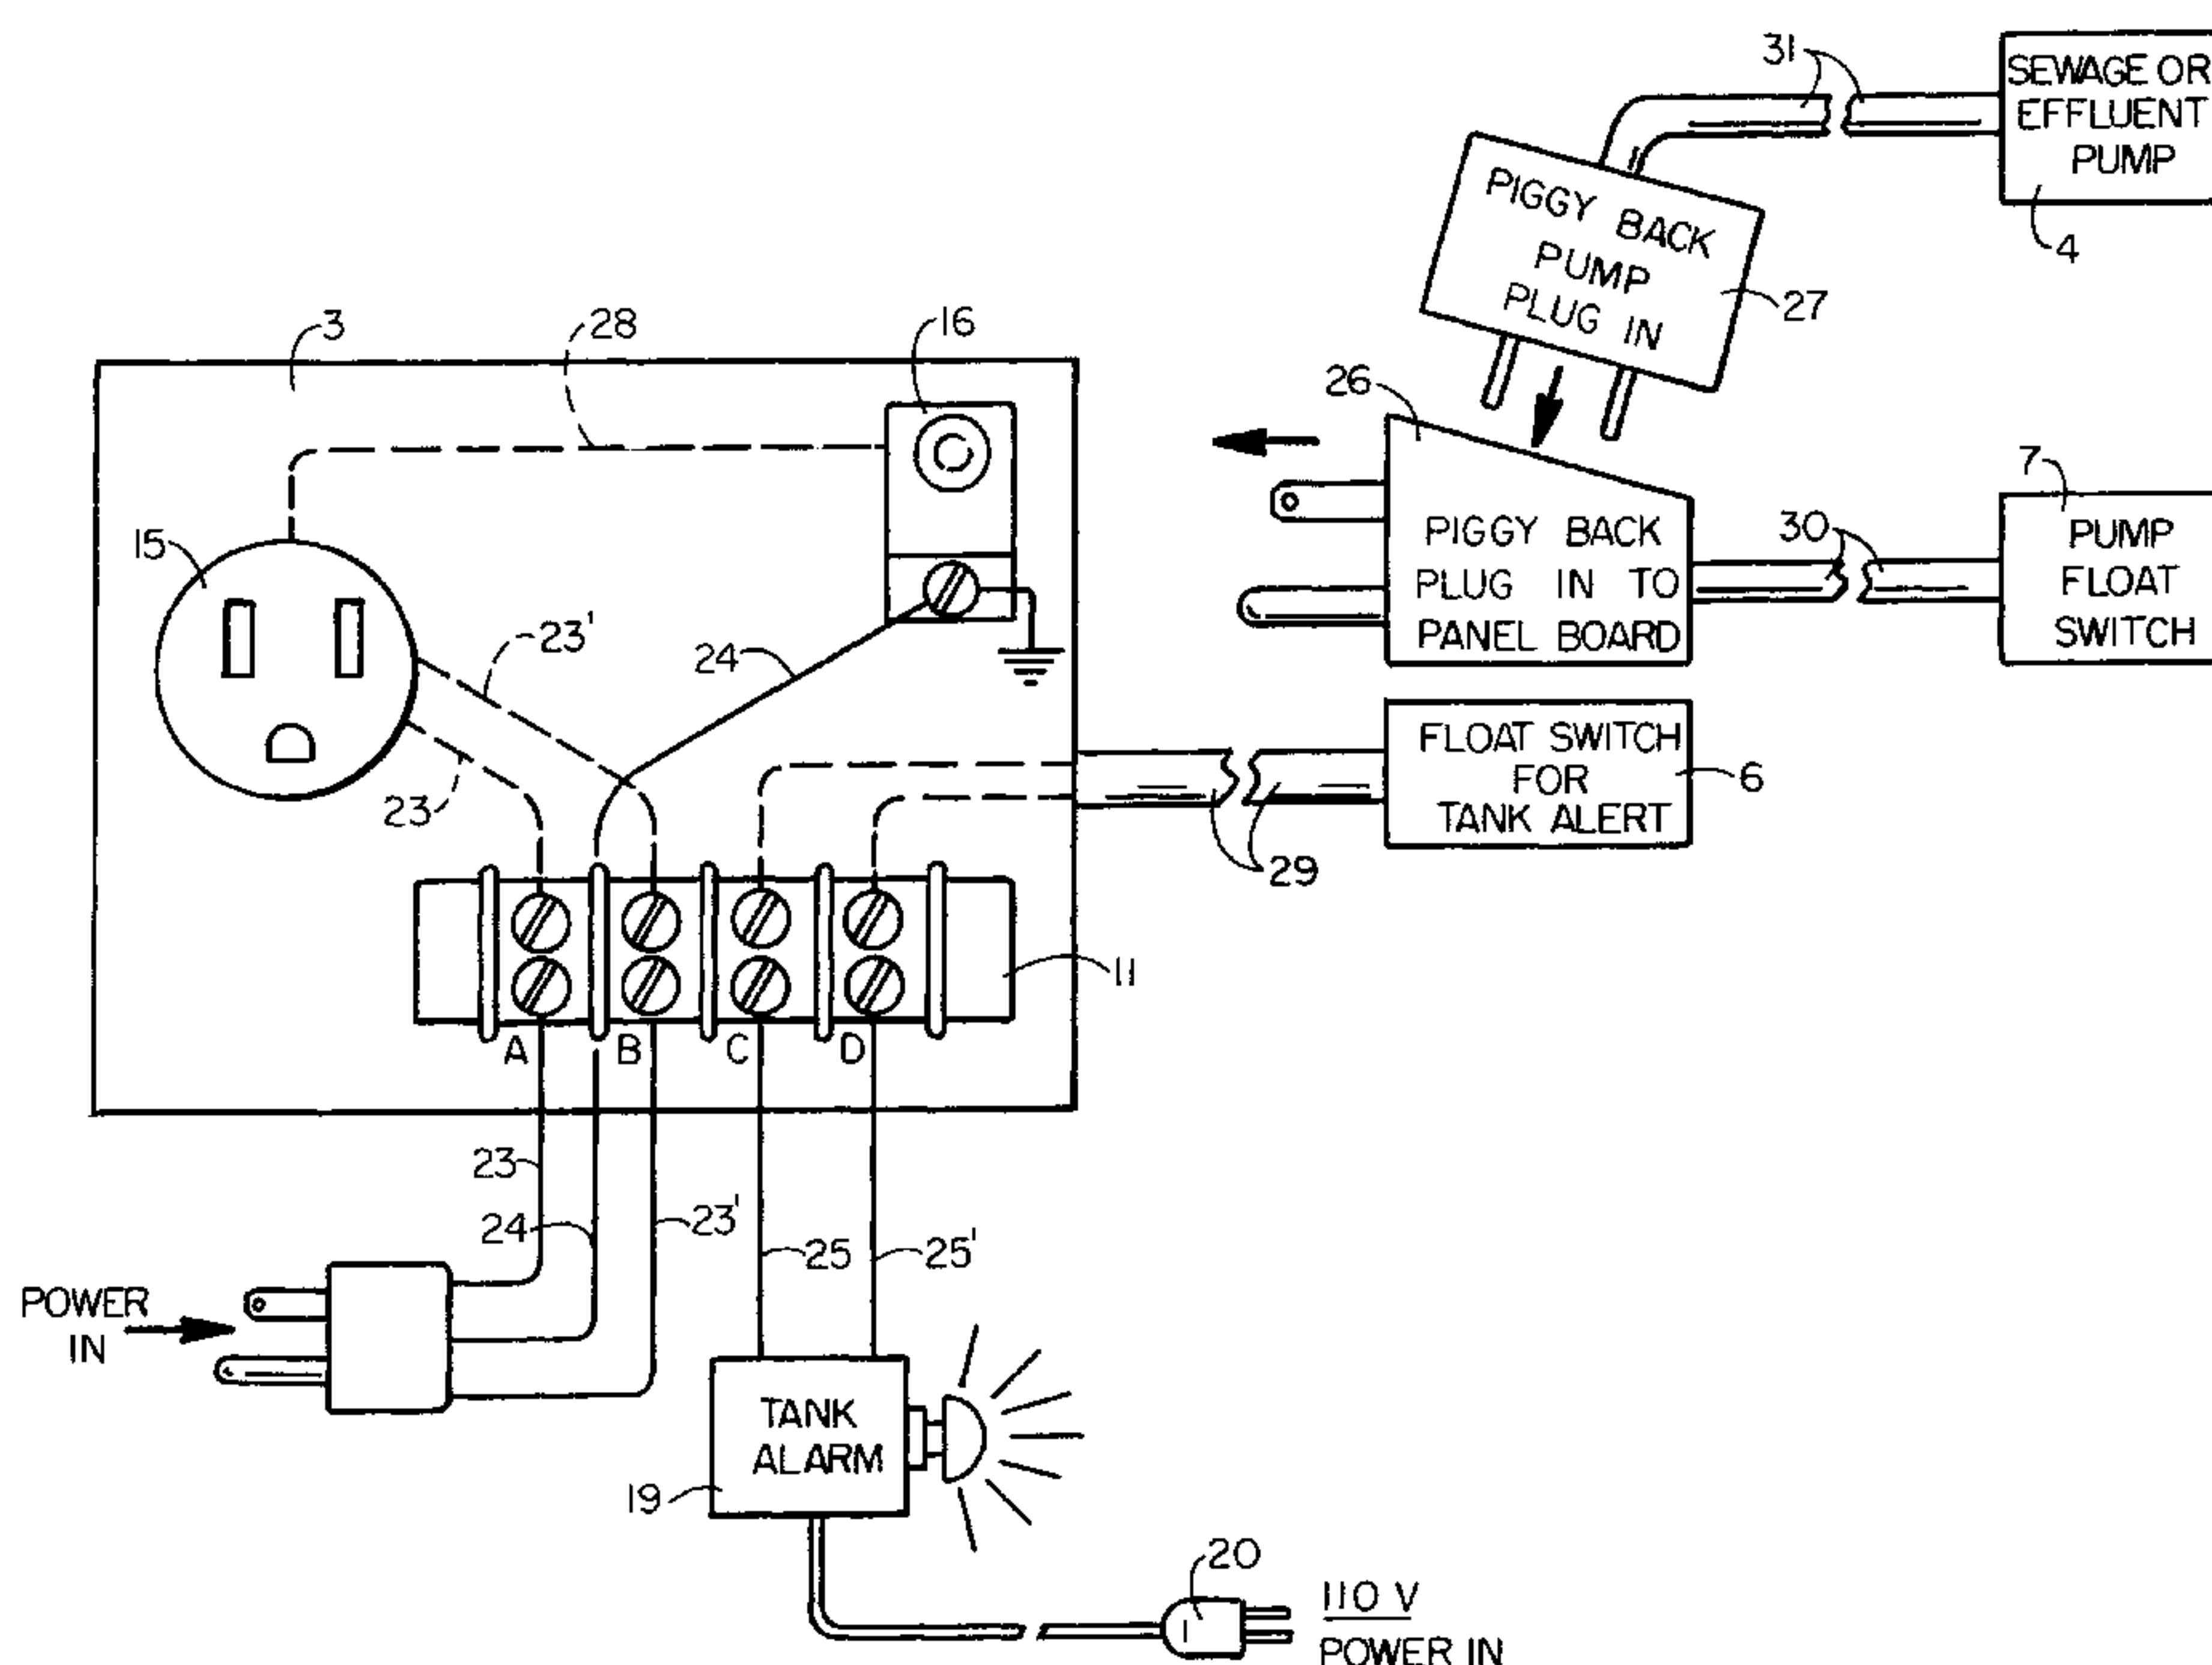 31
SEWAGE OR
EFFLUENT
PUMP
4
PIGGY BACK
PUMP
PLUG IN
27
3
28
16
26
15
23'
24
23
PIGGY BACK
PLUG IN TO
PANEL BOARD
30
7
PUMP
FLOAT
SWITCH
FLOAT SWITCH
FOR
TANK ALERT
6
29
11
A B C D
23
24
23'
25
25'
POWER
IN
TANK
ALARM
19
20
110 V
POWER IN